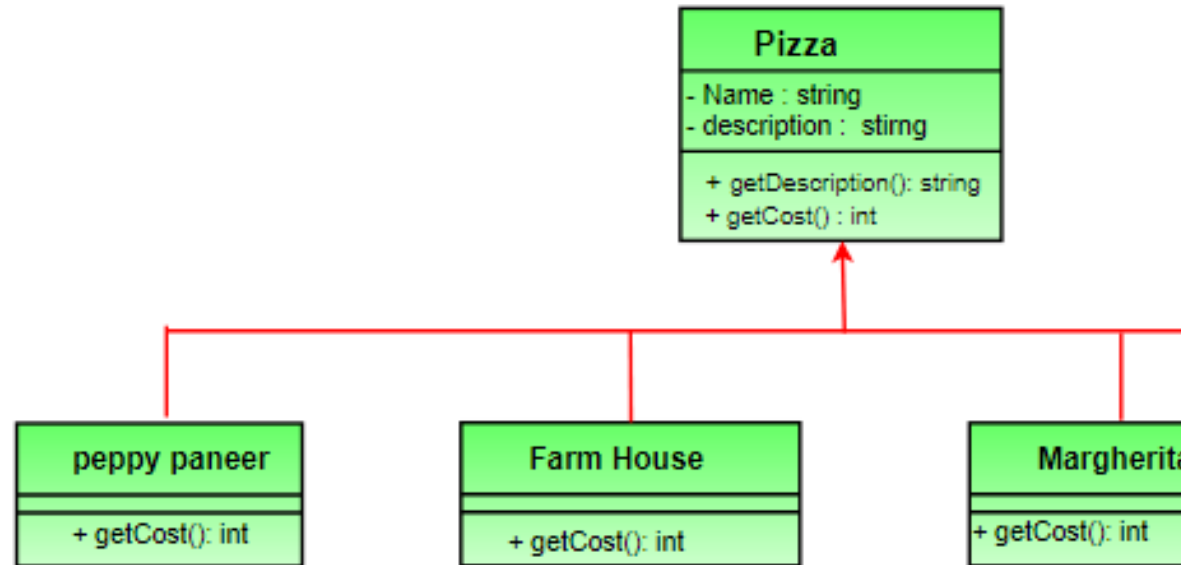 Pizza
- Name : string
- description : stirng
+ getDescription(): string
+ getCost() : int
peppy paneer
+ getCost(): int
Farm House
+ getCost(): int
Margherita
+ getCost(): int